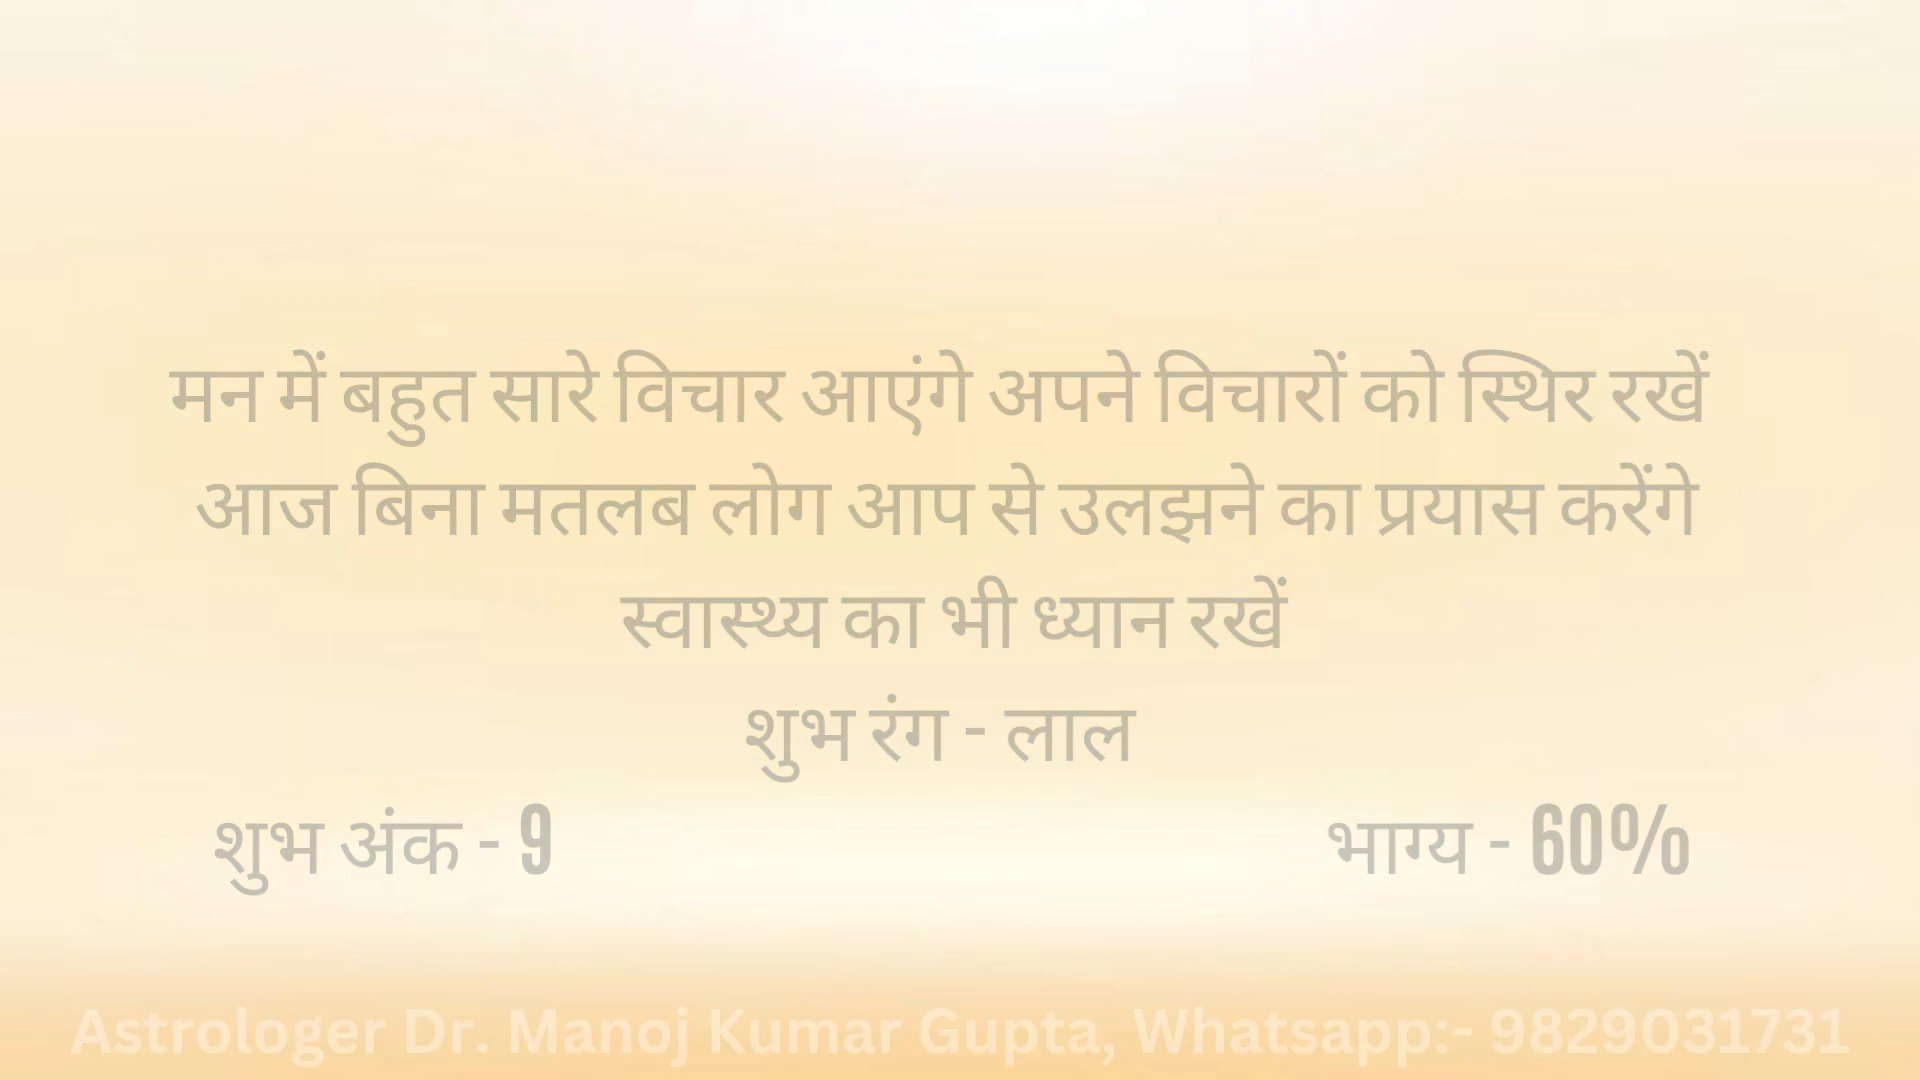 मन में बहुत सारे विचार आएंगे अपने विचारों को स्थिर रखें
आज बिना मतलब लोग आप से उलझने का प्रयास करेंगे
स्वास्थ्य का भी ध्यान रखें
शुभ रंग - लाल
शुभ अंक - 9 भाग्य - 60%
Astrologer Dr. Manoj Kumar Gupta, Whatsapp:- 9829031731